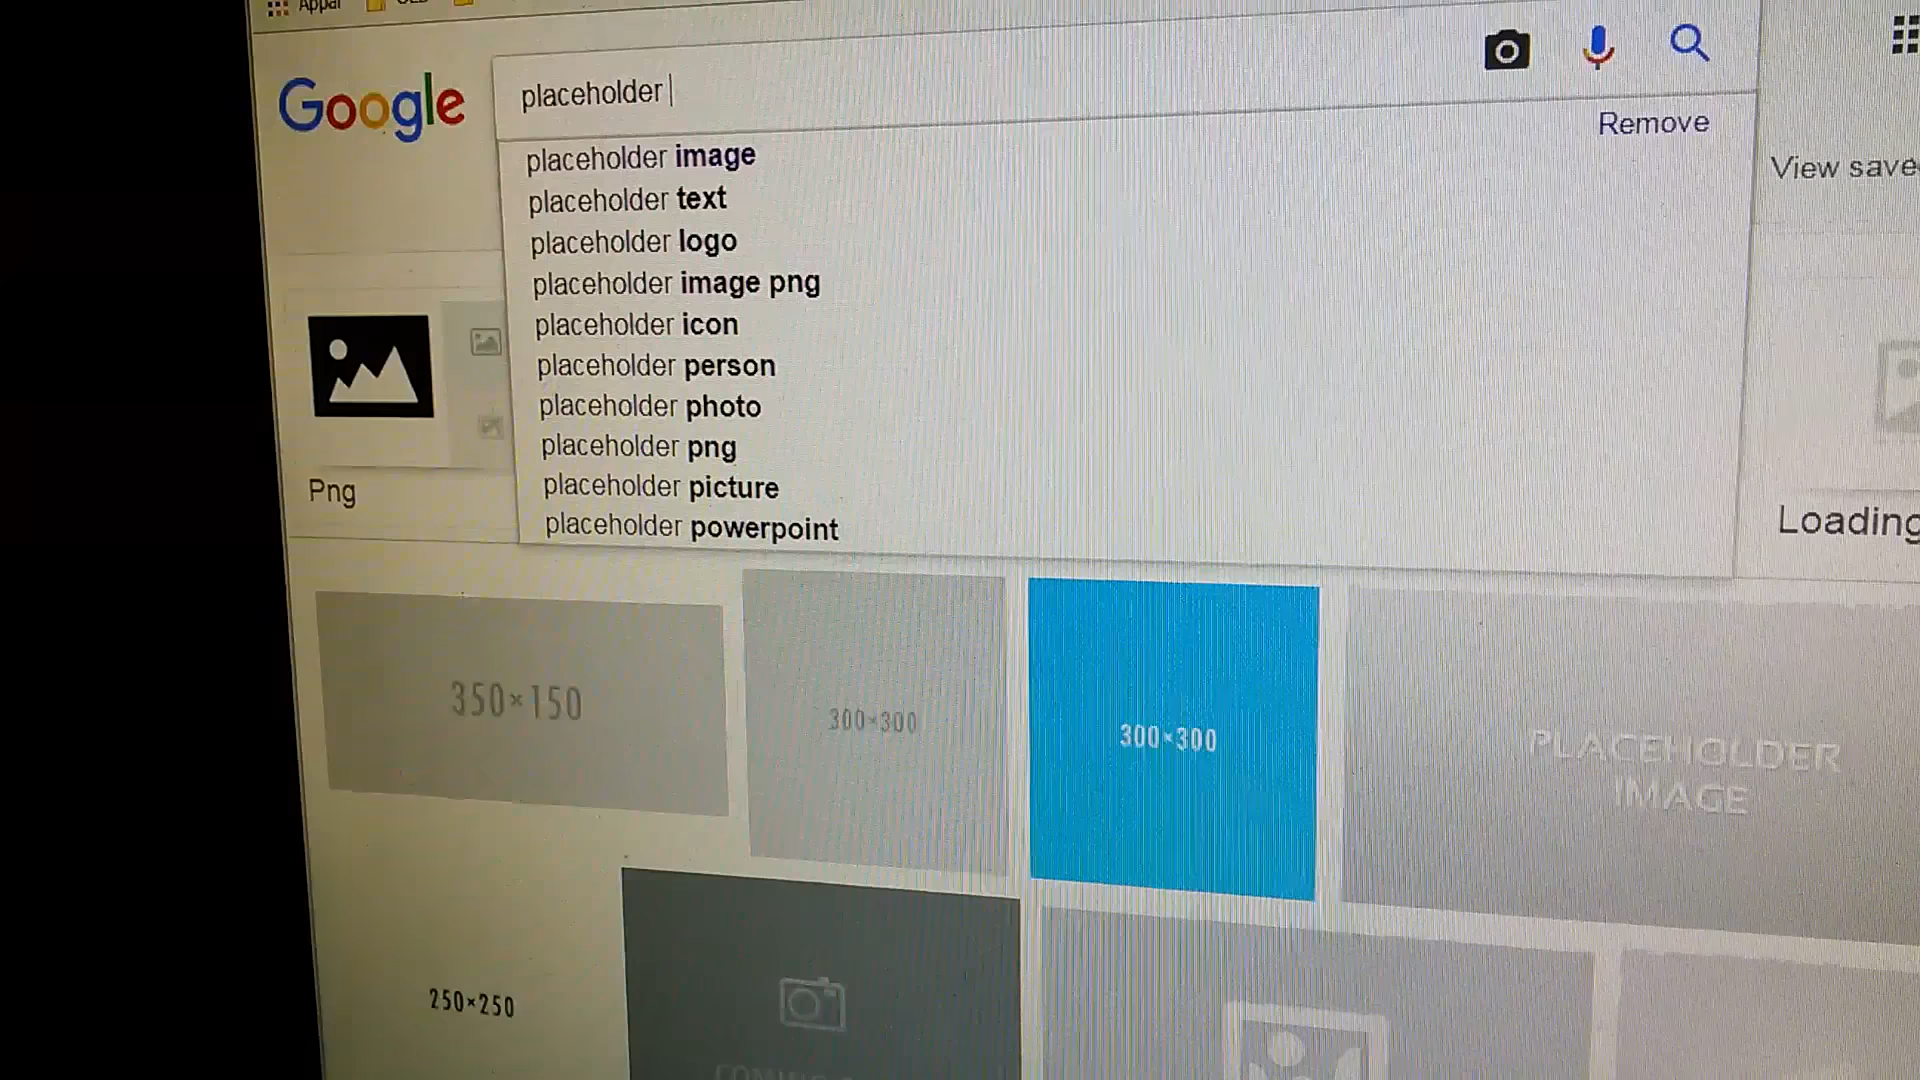 Appar
Google
placeholder
Remove
placeholder image
placeholder text
placeholder logo
placeholder image png
placeholder icon
placeholder person
placeholder photo
placeholder png
placeholder picture
placeholder powerpoint
View save
Png
Loading
350×150
300×300
300×300
PLACEHOLDER
IMAGE
250×250
COMING